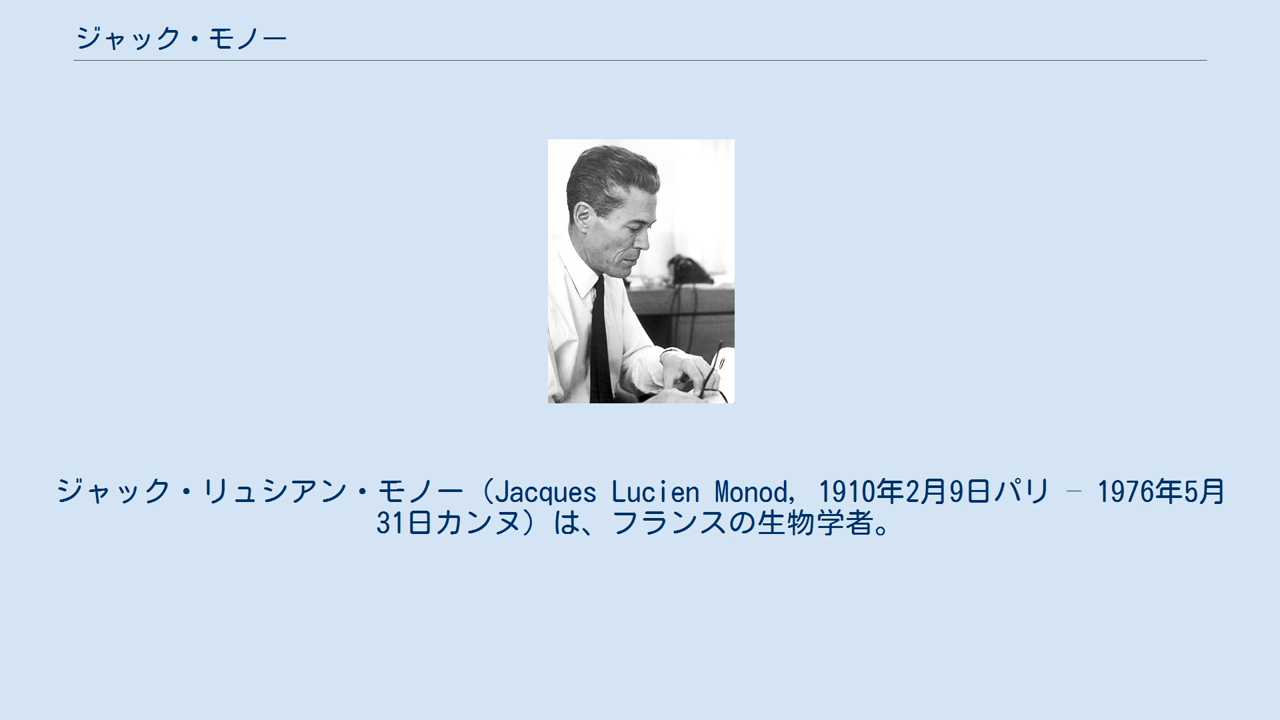 ジャック・モノー
ジャック・リュシアン・モノー（Jacques Lucien Monod, 1910年2月9日パリ – 1976年5月
31日カンヌ）は、フランスの生物学者。